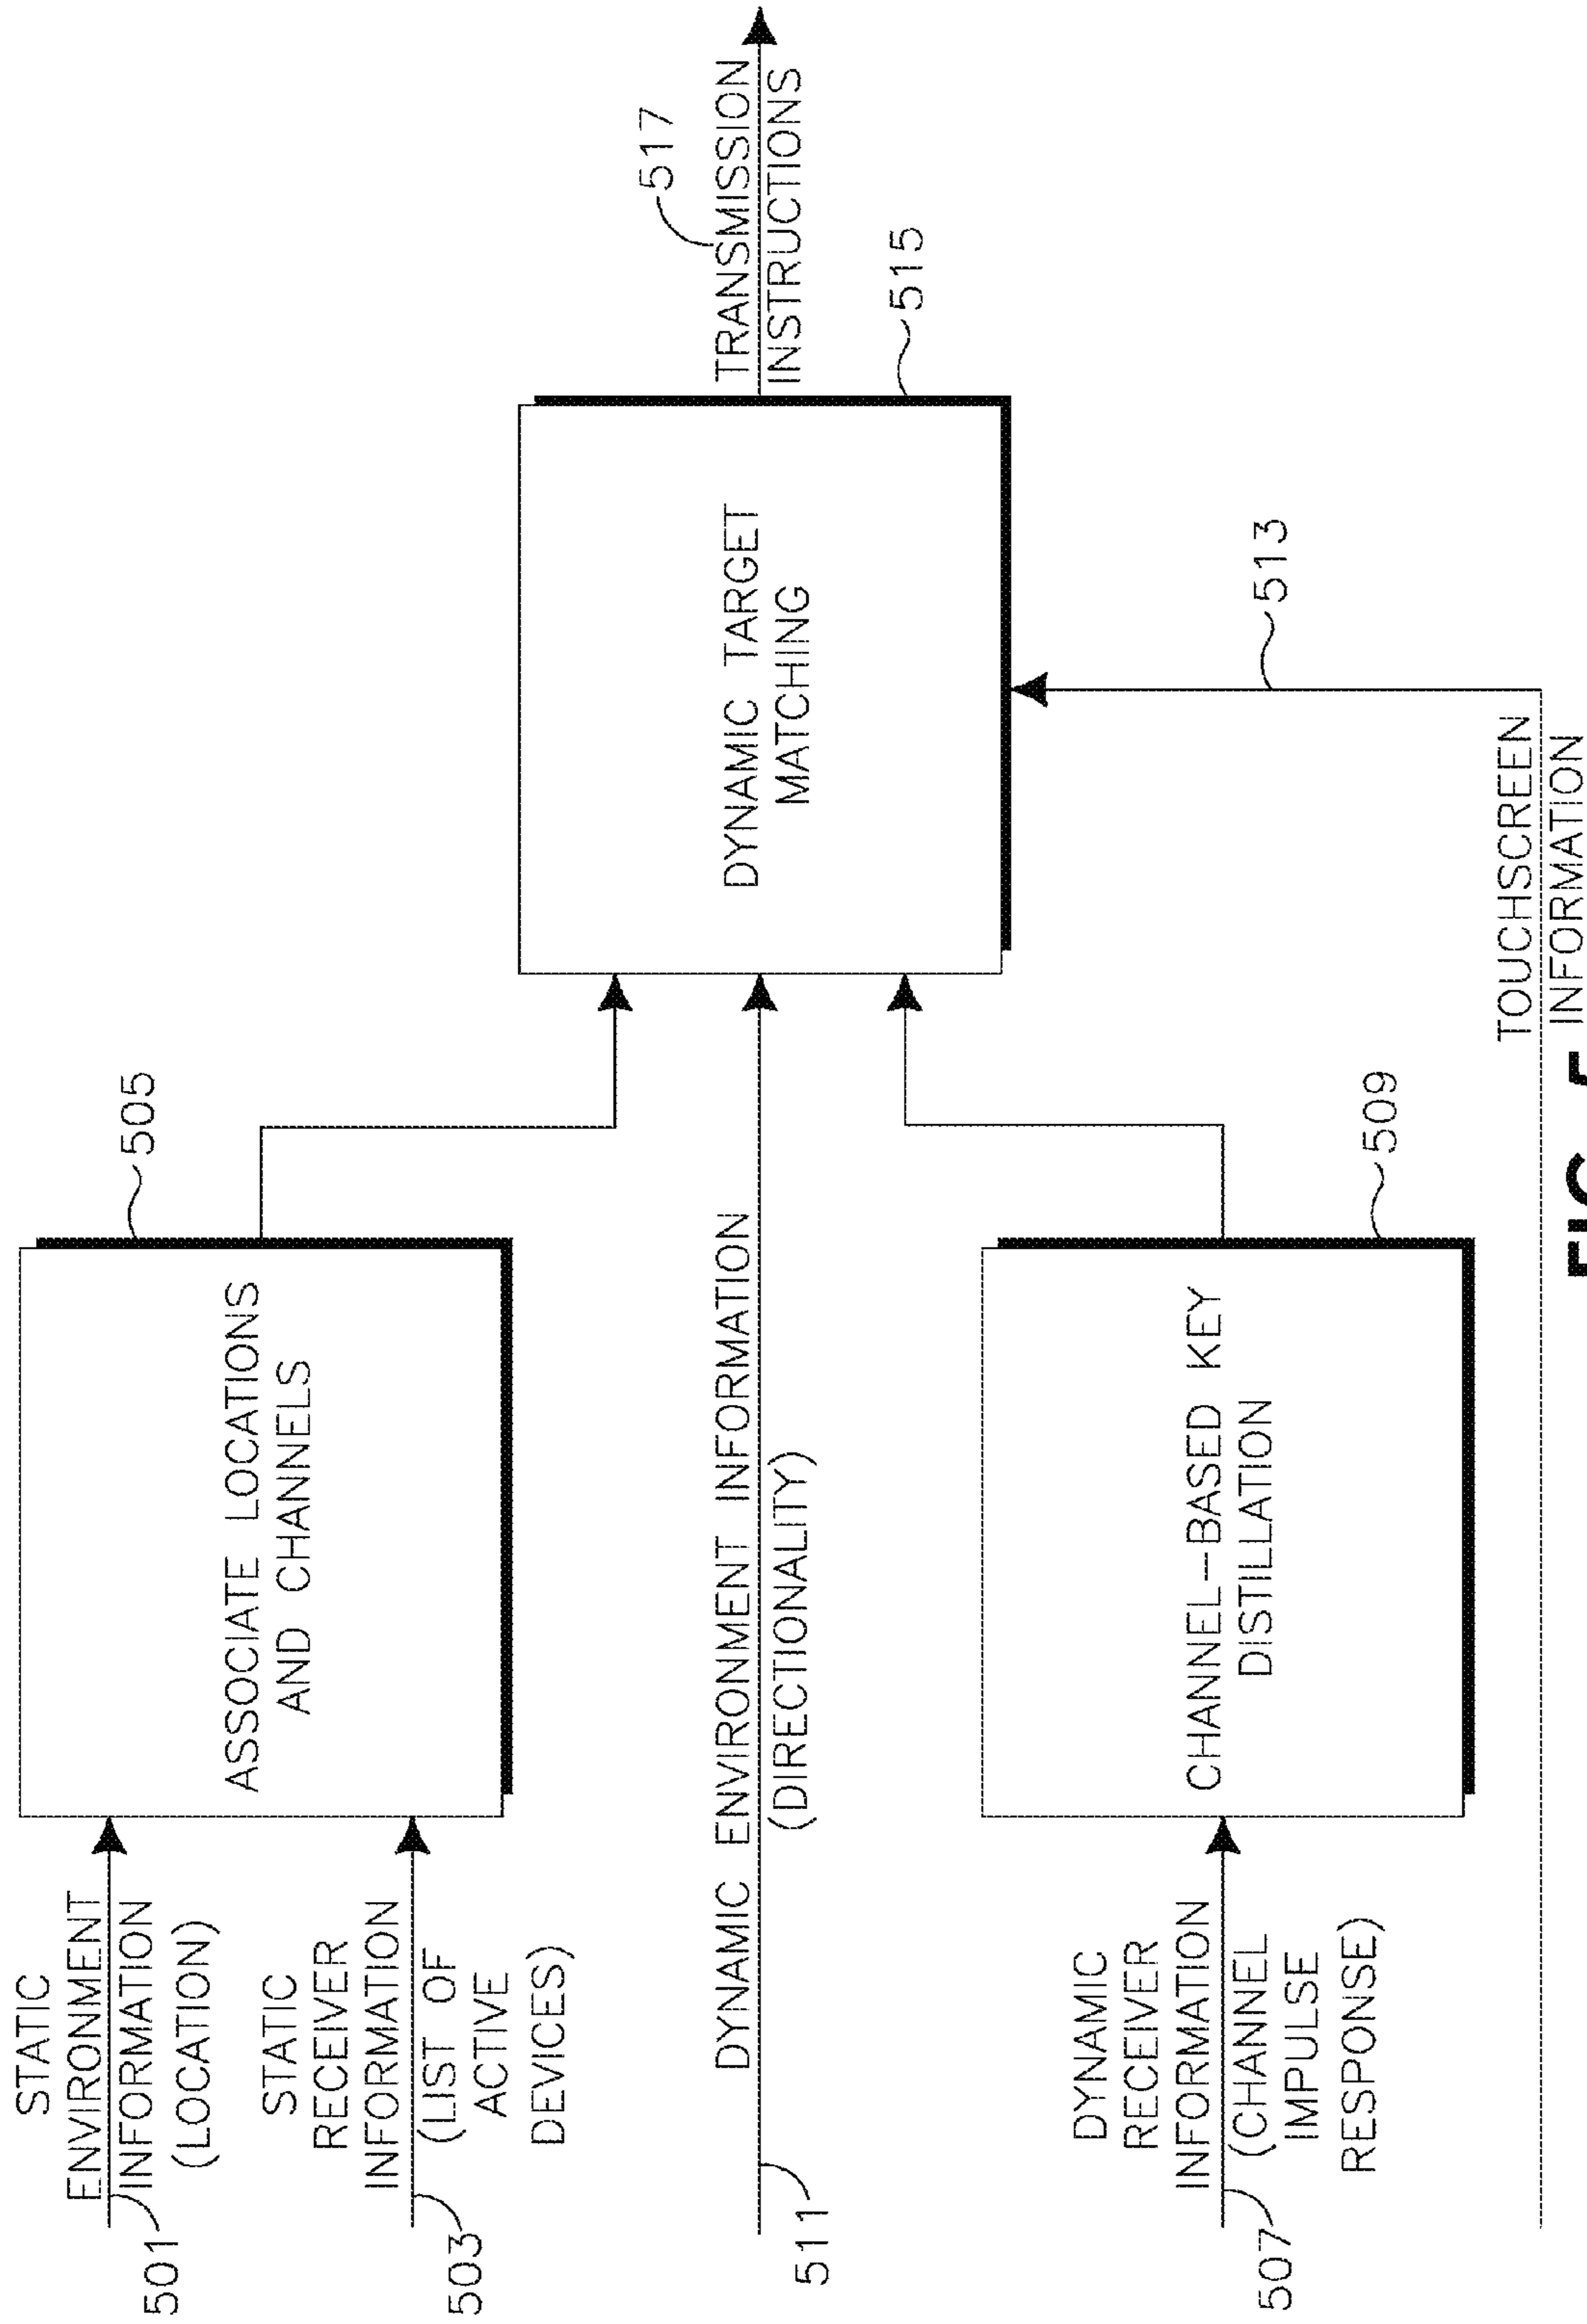 STATIC
ENVIRONMENT
INFORMATION
(LOCATION)
501
STATIC
RECEIVER
INFORMATION
(LIST OF
ACTIVE
DEVICES)
503
ASSOCIATE LOCATIONS
AND CHANNELS
505
DYNAMIC ENVIRONMENT INFORMATION
(DIRECTIONALITY)
511
DYNAMIC
RECEIVER
INFORMATION
(CHANNEL
IMPULSE
RESPONSE)
507
CHANNEL-BASED KEY
DISTILLATION
509
DYNAMIC TARGET
MATCHING
515
TRANSMISSION
INSTRUCTIONS
517
TOUCHSCREEN
INFORMATION
513